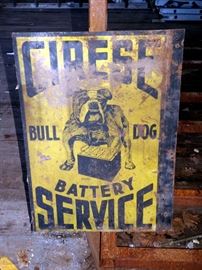 CIRESE
BULL DOG
BATTERY
SERVICE